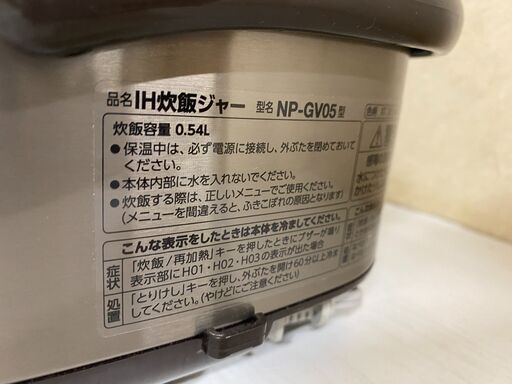 品名 IH炊飯ジャー 型名 NP-GV05型
炊飯容量 0.54L
●保温中は、必ず電源に接続し、外ぶたを閉めておいて
ください。
●本体内部に水を入れないでください。
●炊飯する際は、正しいメニューでご使用ください。
(メニューを間違えると、ふきこぼれの原因となります)
こんな表示をしたときは本体を冷ましてください。
症状 「炊飯/再加熱」キーを押したときにブザーが鳴り
表示部にH01・H02・H03の表示が出た場合
処置 「とりけし」キーを押し、外ぶたを開け60分以上冷ま
してください。(やけどにご注意ください)
色柄